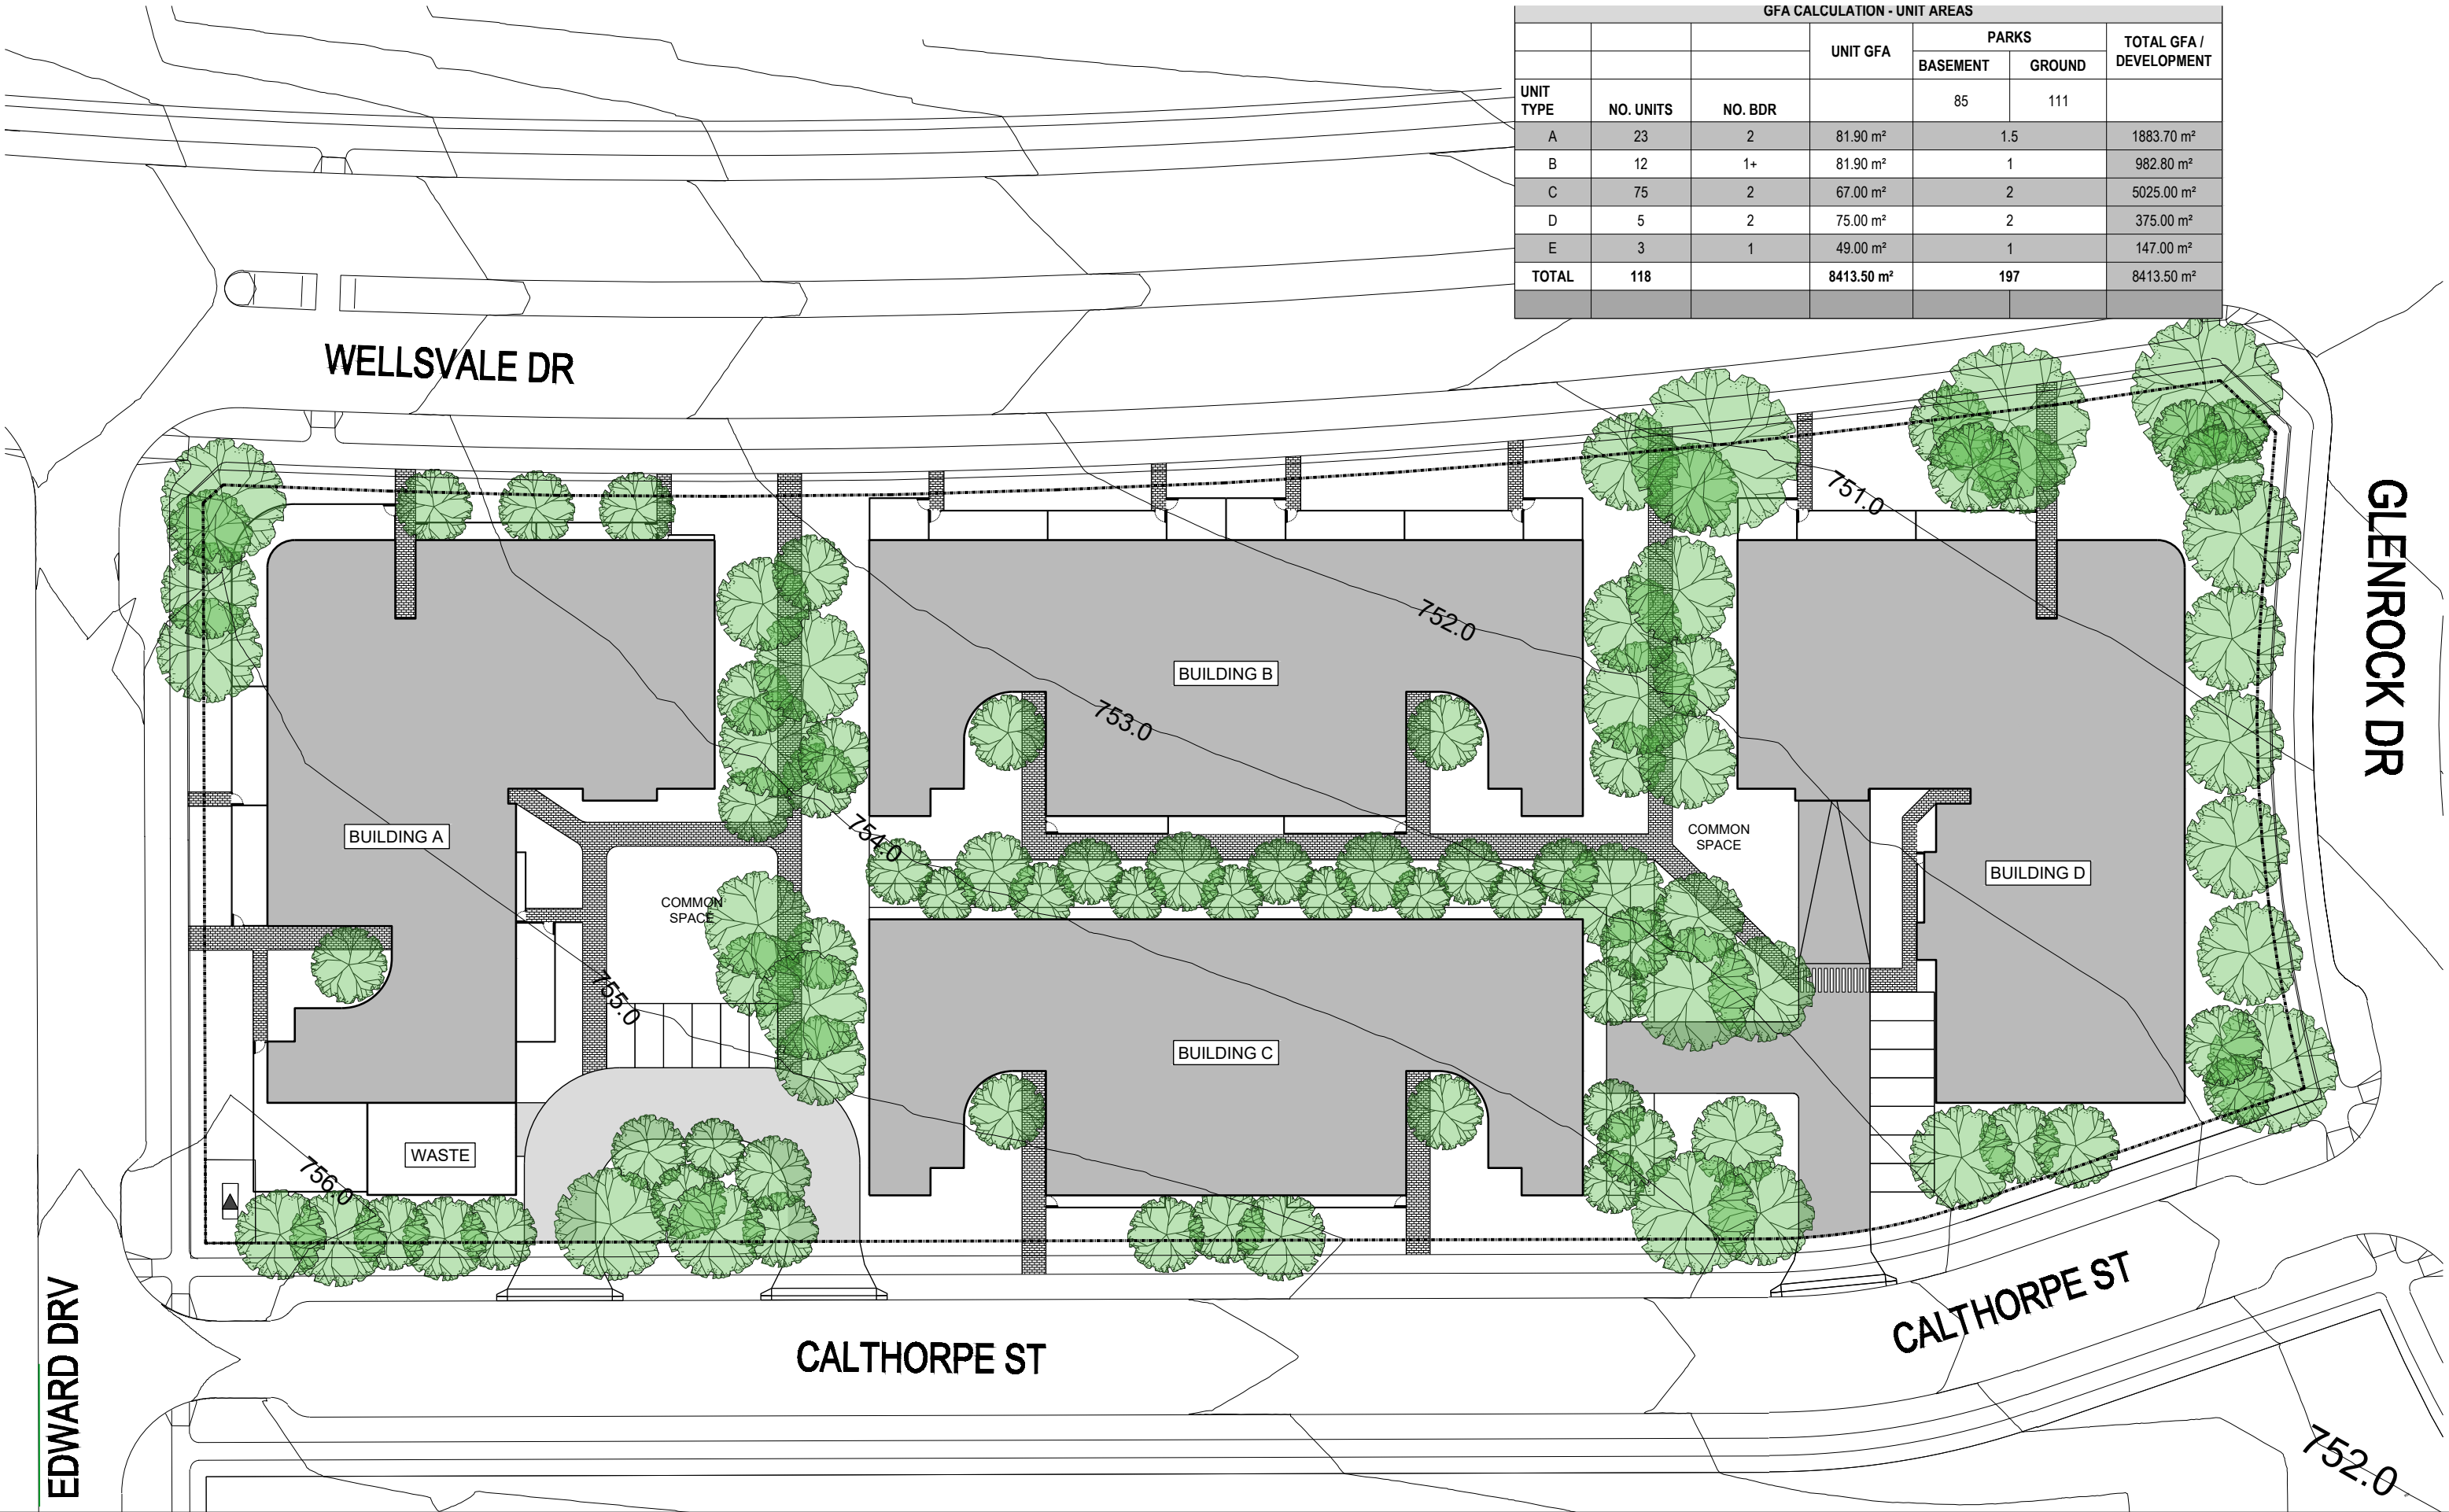 GFA CALCULATION - UNIT AREAS
UNIT GFA PARKS TOTAL GFA / DEVELOPMENT
BASEMENT GROUND
UNIT TYPE NO. UNITS NO. BDR 85 111
A 23 2 81.90 m² 1.5 1883.70 m²
B 12 1+ 81.90 m² 1 982.80 m²
C 75 2 67.00 m² 2 5025.00 m²
D 5 2 75.00 m² 2 375.00 m²
E 3 1 49.00 m² 1 147.00 m²
TOTAL 118 8413.50 m² 197 8413.50 m²
WELLSVALE DR
GLENROCK DR
751.0
752.0
BUILDING B
753.0
BUILDING A
754.0
COMMON
SPACE
BUILDING D
COMMON
SPACE
755.0
BUILDING C
WASTE
756.0
EDWARD DRV
CALTHORPE ST
CALTHORPE ST
752.0